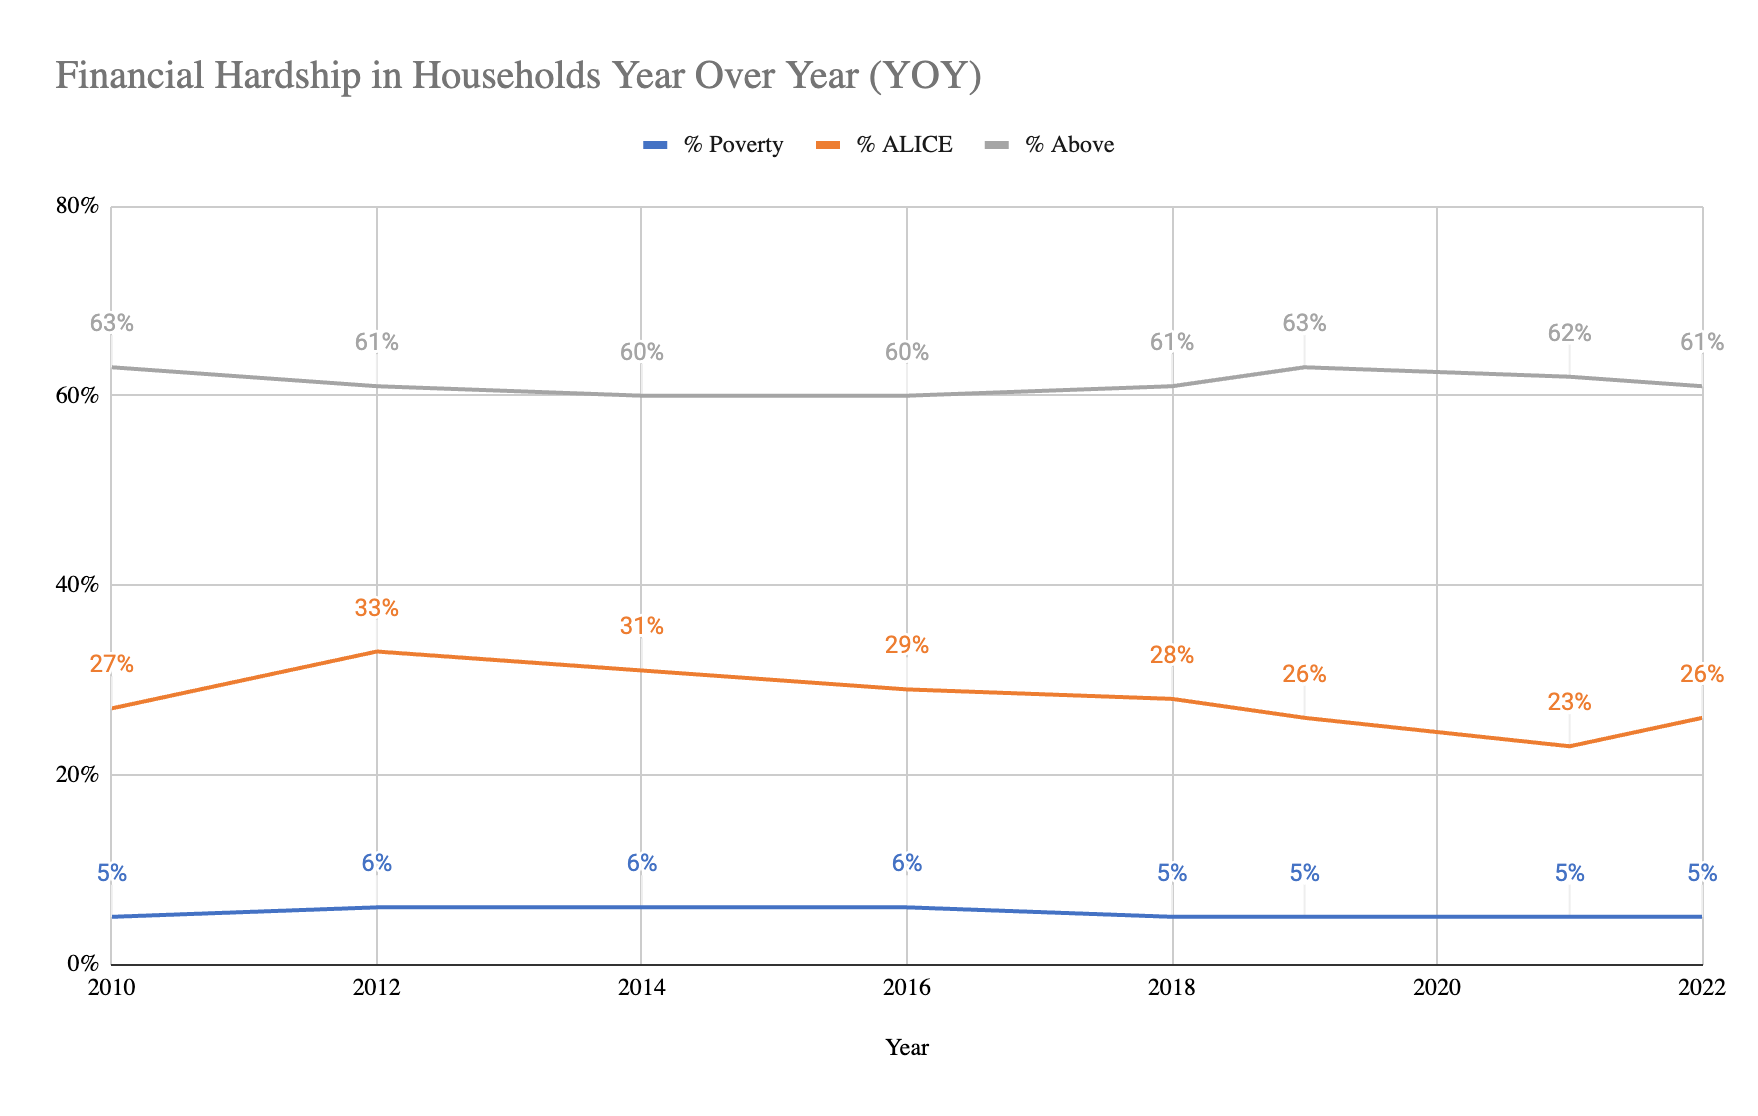 Financial Hardship in Households Year Over Year (YOY)
% Poverty % ALICE % Above
80%
63% 61% 60% 60% 61% 63% 62% 61%
60%
40%
27% 33% 31% 29% 28% 26% 23% 26%
20%
5% 6% 6% 6% 5% 5% 5% 5%
0%
2010 2012 2014 2016 2018 2020 2022
Year